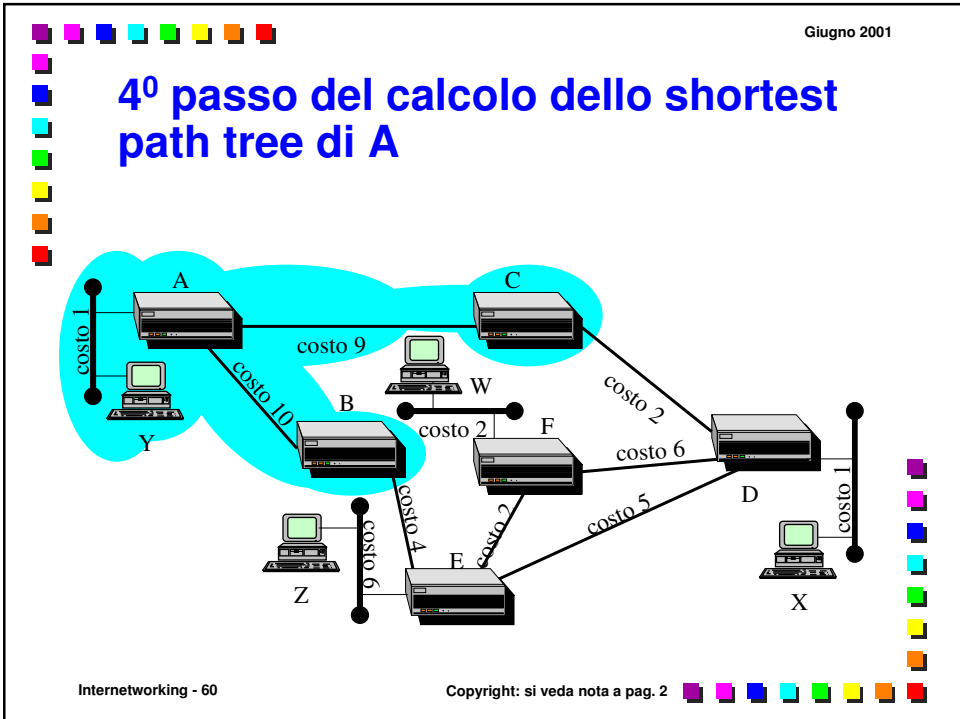 Giugno 2001
4⁰ passo del calcolo dello shortest
path tree di A
A
C
costo 1
costo 9
costo 10
W
costo 2
B
costo 2
F
Y
costo 6
D
costo 1
costo 4
costo 2
costo 5
costo 6
E
Z
X
Internetworking - 60
Copyright: si veda nota a pag. 2